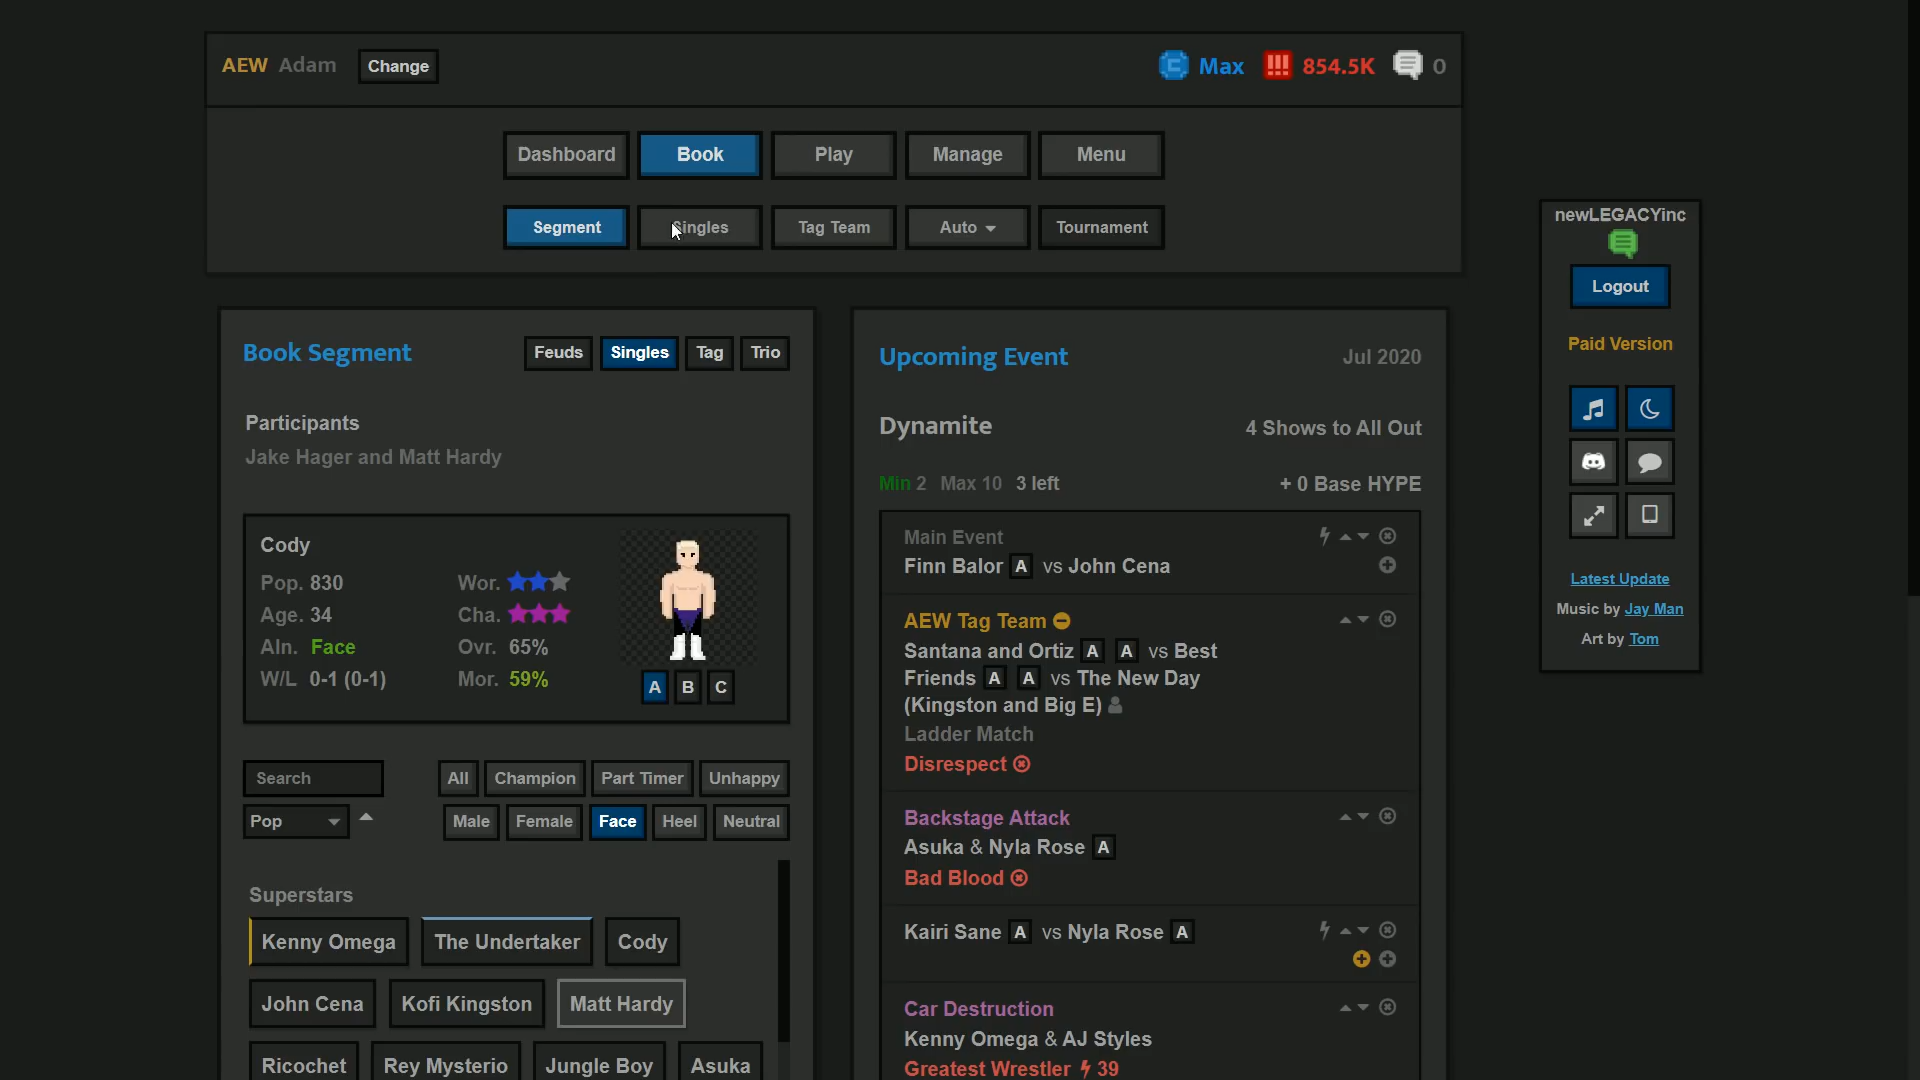 AEW Adam Change
Max 854.5K 0
Dashboard Book Play Manage Menu
Segment Singles Tag Team Auto Tournament
newLEGACYinc
Logout
Paid Version
Latest Update
Music by Jay Man
Art by Tom
Book Segment Feuds Singles Tag Trio
Participants
Jake Hager and Matt Hardy
Cody
Pop. 830 Wor.
Age. 34 Cha.
Aln. Face Ovr. 65%
W/L 0-1 (0-1) Mor. 59%
A B C
Search All Champion Part Timer Unhappy
Pop Male Female Face Heel Neutral
Superstars
Kenny Omega The Undertaker Cody
John Cena Kofi Kingston Matt Hardy
Ricochet Rey Mysterio Jungle Boy Asuka
Upcoming Event Jul 2020
Dynamite 4 Shows to All Out
Min 2 Max 10 3 left + 0 Base HYPE
Main Event
Finn Balor A vs John Cena
AEW Tag Team
Santana and Ortiz A A vs Best
Friends A A vs The New Day
(Kingston and Big E)
Ladder Match
Disrespect
Backstage Attack
Asuka & Nyla Rose A
Bad Blood
Kairi Sane A vs Nyla Rose A
Car Destruction
Kenny Omega & AJ Styles
Greatest Wrestler 39